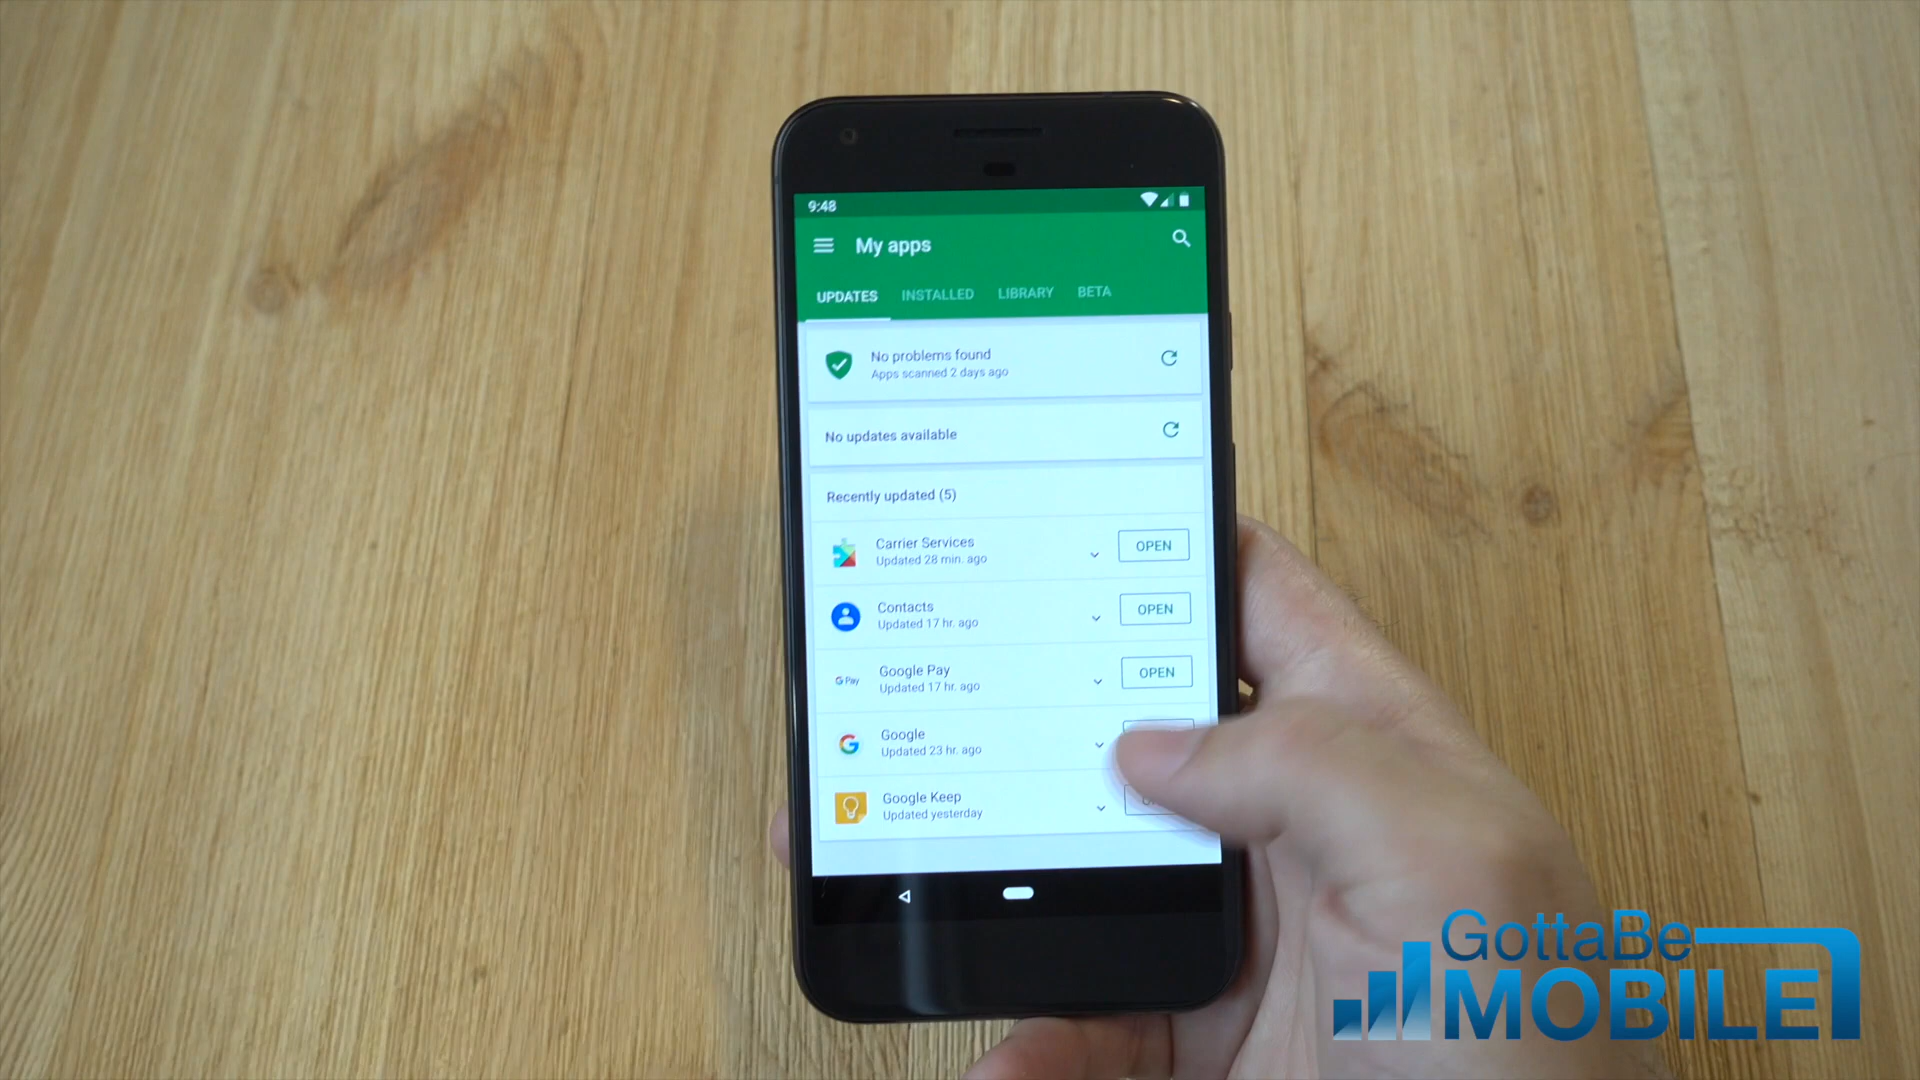 9:48
My apps
UPDATES INSTALLED LIBRARY BETA
No problems found
Apps scanned 2 days ago
No updates available
Recently updated (5)
Carrier Services
Updated 28 min. ago
OPEN
Contacts
Updated 17 hr. ago
OPEN
G Pay
Google Pay
Updated 17 hr. ago
OPEN
G
Google
Updated 23 hr. ago
Google Keep
Updated yesterday
GottaBe
MOBILE